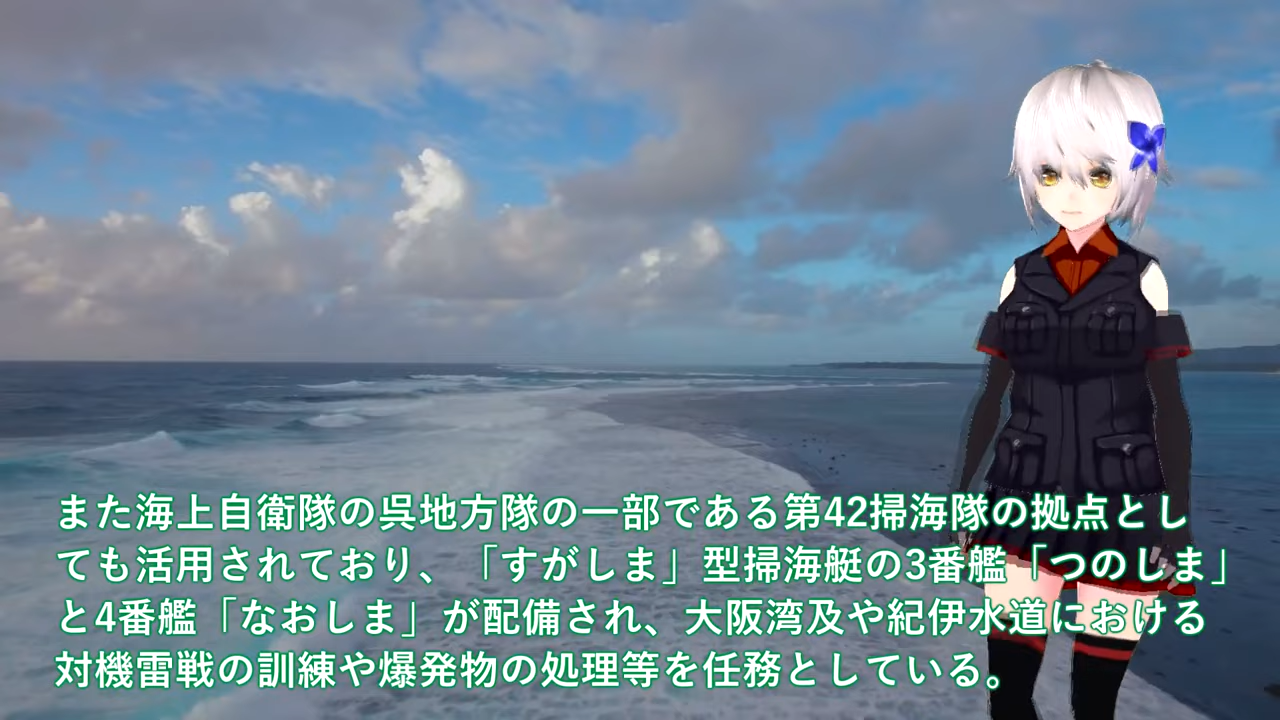 また海上自衛隊の呉地方隊の一部である第42掃海隊の拠点とし
ても活用されており、「すがしま」型掃海艇の3番艦「つのしま」
と4番艦「なおしま」が配備され、大阪湾及や紀伊水道における
対機雷戦の訓練や爆発物の処理等を任務としている。